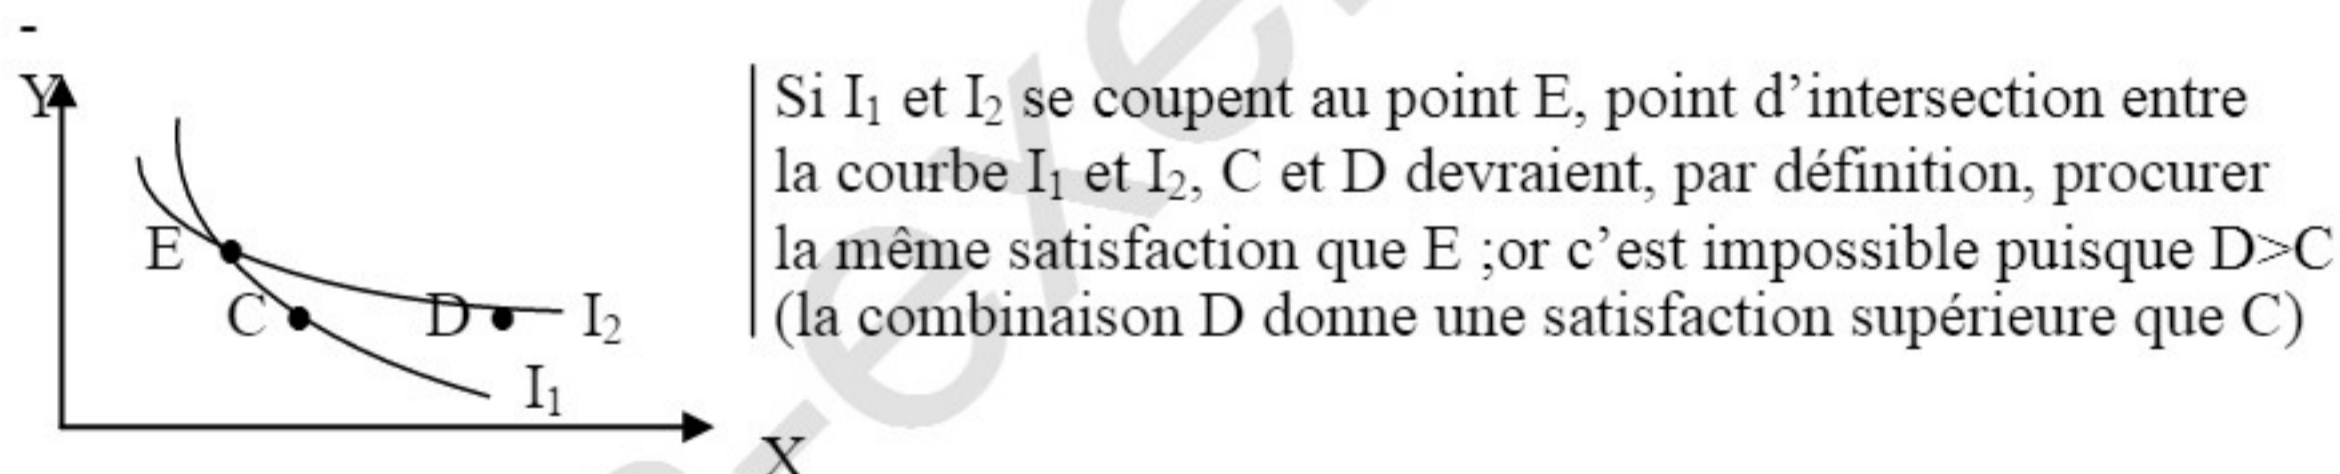 -
Y
E
C
D
I₂
I₁
X
Si I₁ et I₂ se coupent au point E, point d’intersection entre
la courbe I₁ et I₂, C et D devraient, par définition, procurer
la même satisfaction que E ;or c’est impossible puisque D>C
(la combinaison D donne une satisfaction supérieure que C)